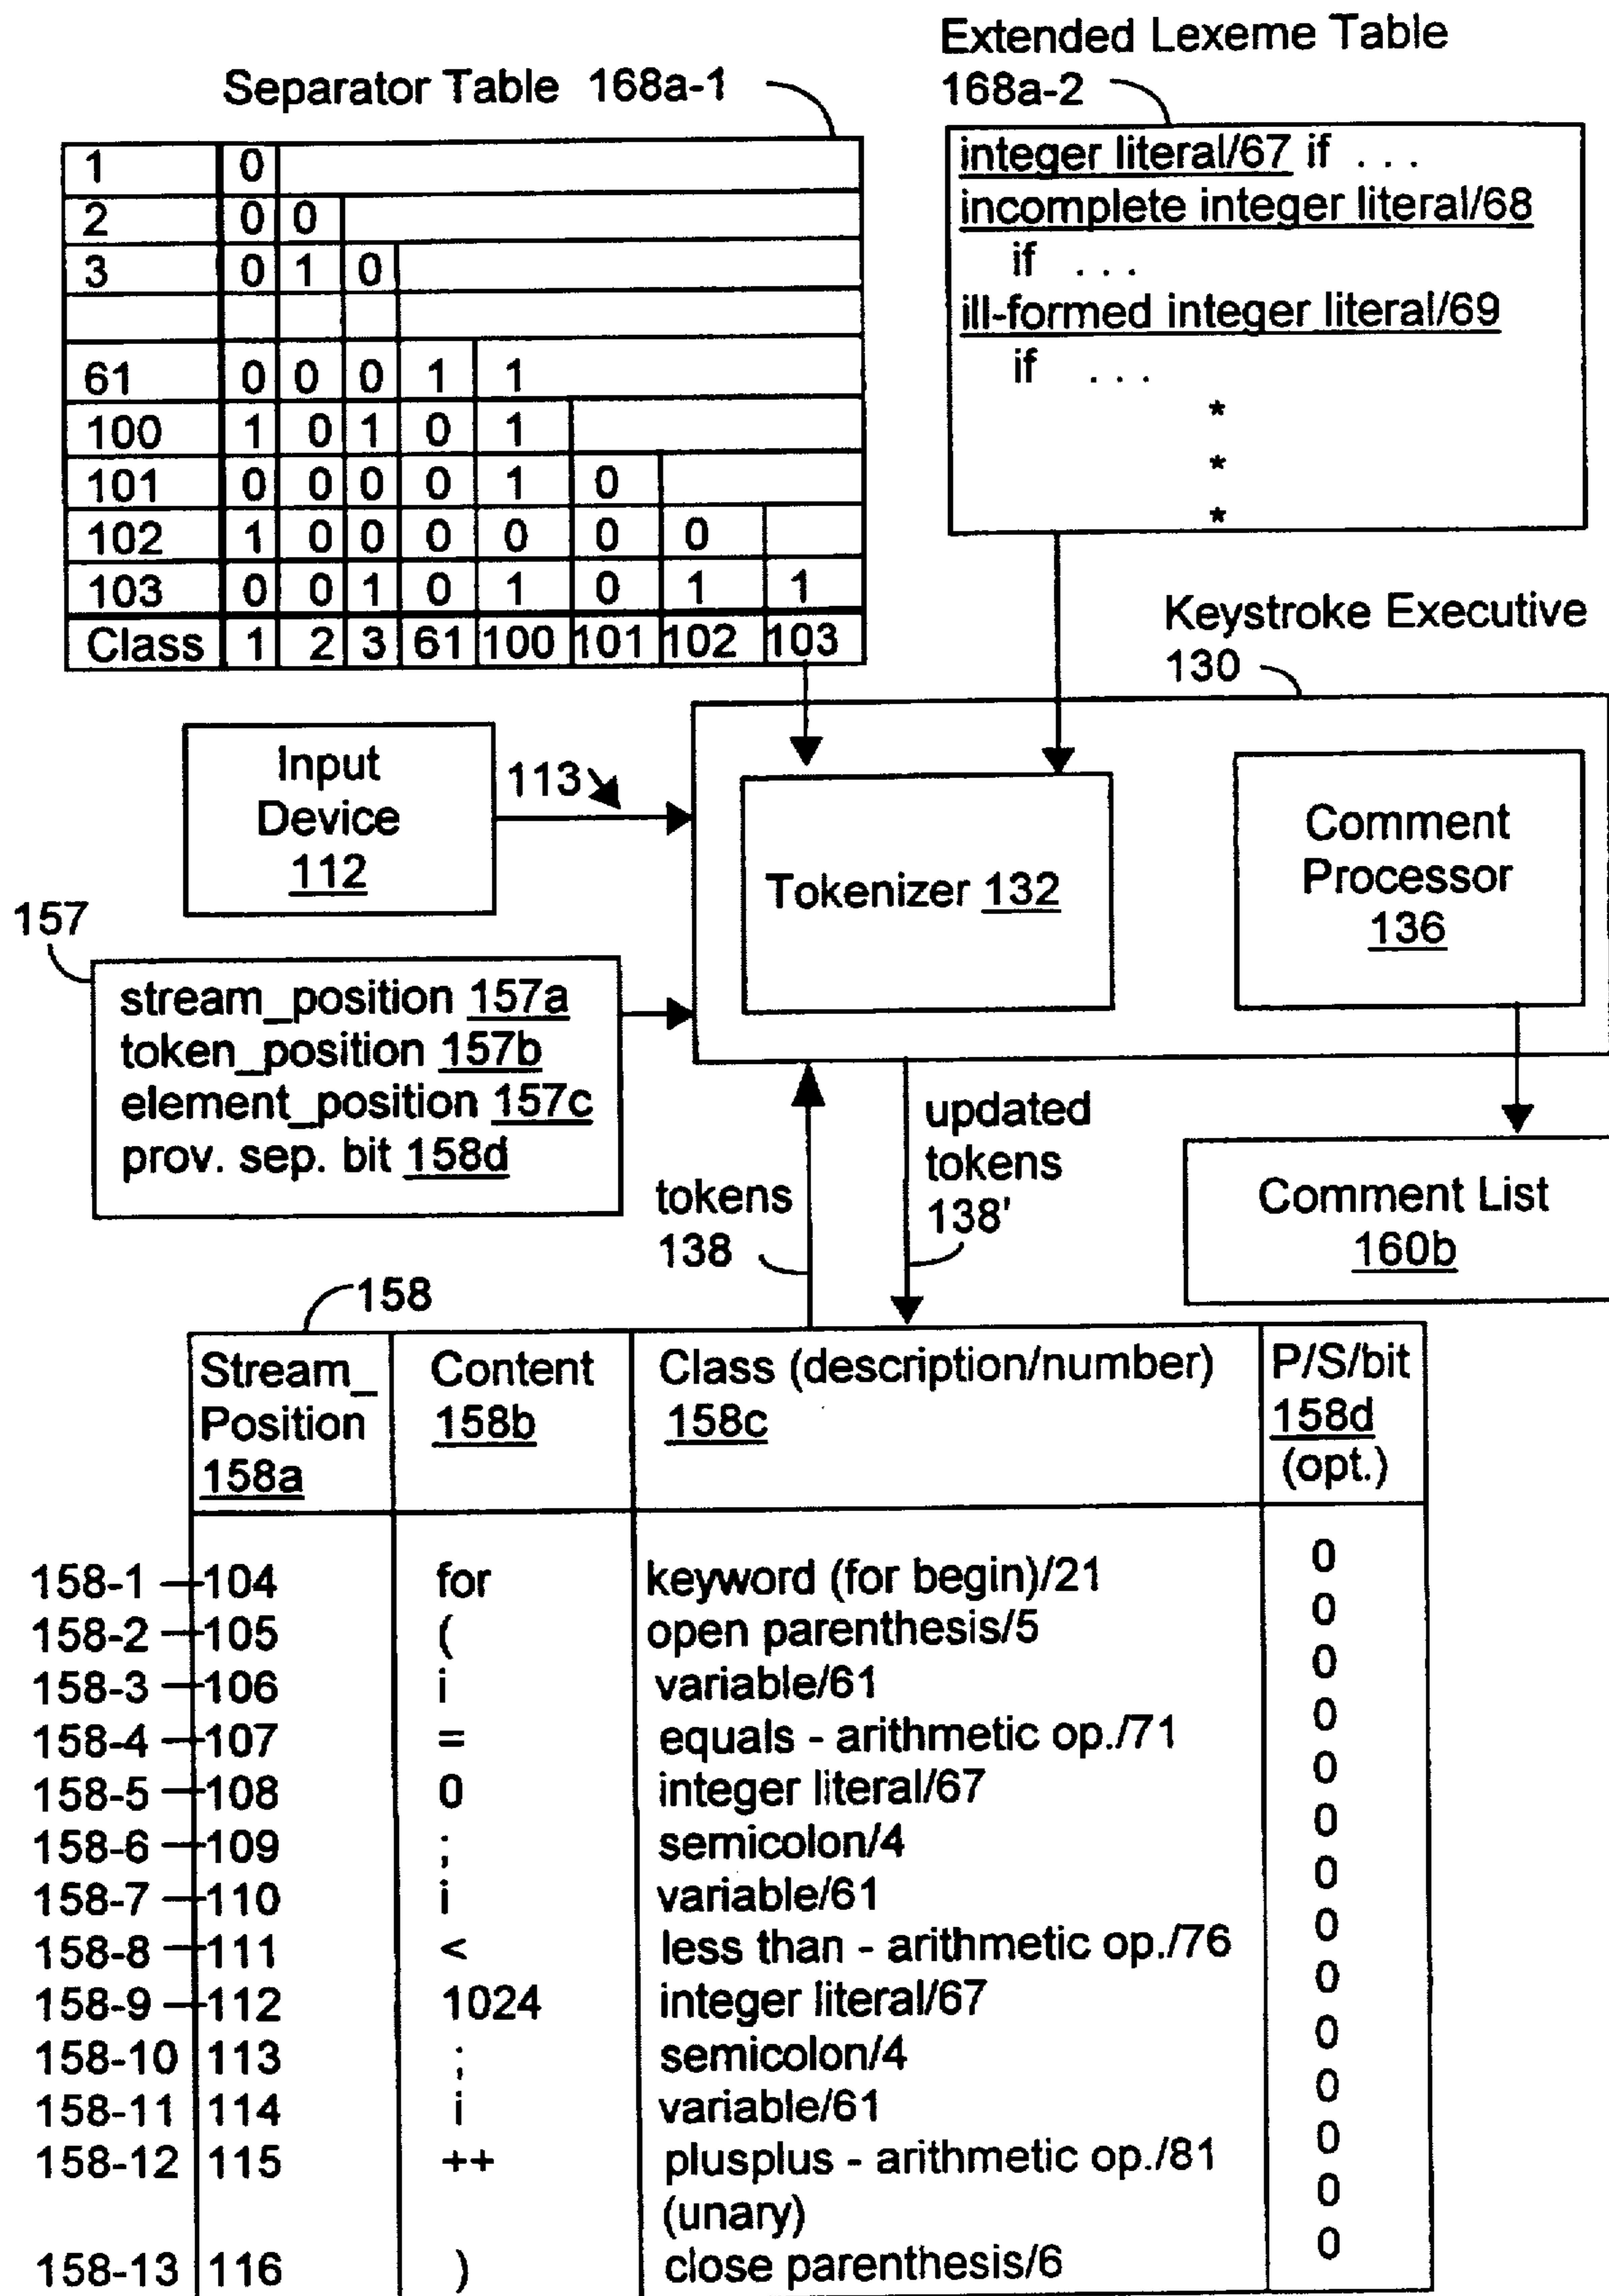 Extended Lexeme Table
168a-2
Separator Table 168a-1
1 0
2 0 0
3 0 1 0
61 0 0 0 1 1
100 1 0 1 0 1
101 0 0 0 0 1 0
102 1 0 0 0 0 0 0
103 0 0 1 0 1 0 1 1
Class 1 2 3 61 100 101 102 103
integer literal/67 if . . .
incomplete integer literal/68
if . . .
ill-formed integer literal/69
if . . .
*
*
*
Keystroke Executive
130
Input
Device
112
113
Tokenizer 132
Comment
Processor
136
157
stream_position 157a
token_position 157b
element_position 157c
prov. sep. bit 158d
tokens
138
updated
tokens
138'
Comment List
160b
158
Stream_
Position
158a
Content
158b
Class (description/number)
158c
P/S/bit
158d
(opt.)
158-1 104 for keyword (for begin)/21 0
158-2 105 ( open parenthesis/5 0
158-3 106 i variable/61 0
158-4 107 = equals - arithmetic op./71 0
158-5 108 0 integer literal/67 0
158-6 109 ; semicolon/4 0
158-7 110 i variable/61 0
158-8 111 < less than - arithmetic op./76 0
158-9 112 1024 integer literal/67 0
158-10 113 ; semicolon/4 0
158-11 114 i variable/61 0
158-12 115 ++ plusplus - arithmetic op./81 0
(unary) 0
158-13 116 ) close parenthesis/6 0